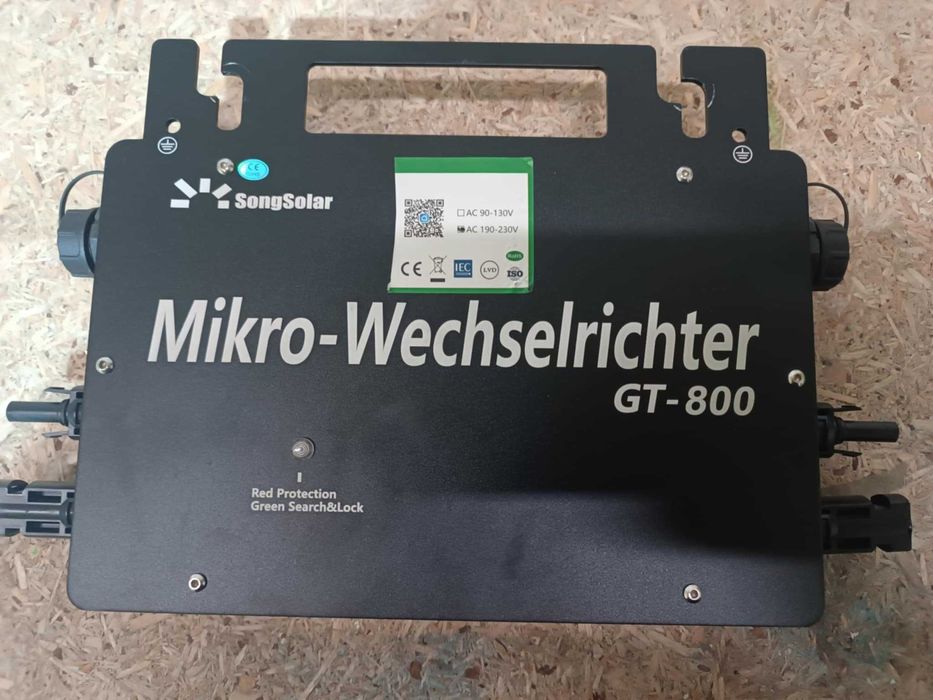 CE
SongSolar
AC 90-130V
AC 190-230V
CE
IEC
LVD
RoHS
ISO
Mikro-Wechselrichter
GT-800
Red Protection
Green Search&Lock